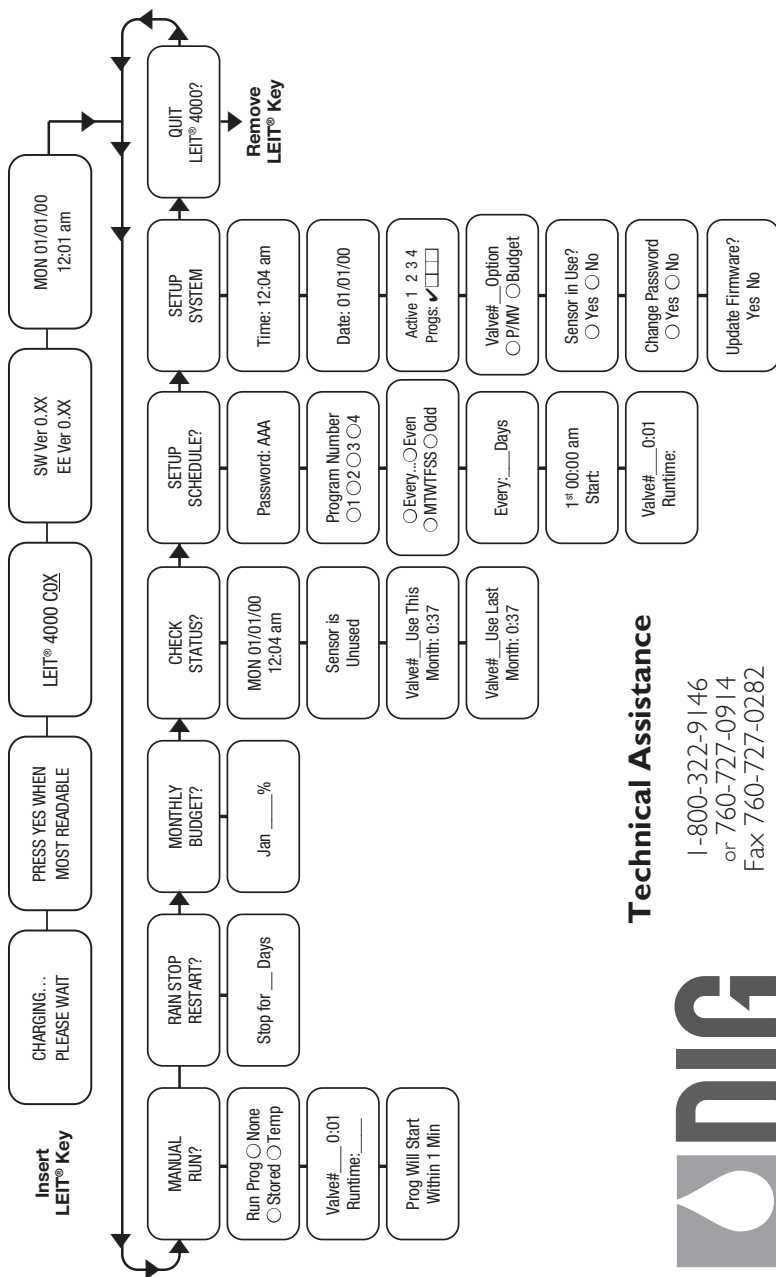 Insert
LEIT® Key
CHARGING...
PLEASE WAIT
PRESS YES WHEN
MOST READABLE
LEIT® 4000 C0X
SW Ver 0.XX
EE Ver 0.XX
MON 01/01/00
12:01 am
MANUAL
RUN?
Run Prog ○ None
○ Stored ○ Temp
Valve#___ 0:01
Runtime:____
Prog Will Start
Within 1 Min
RAIN STOP
RESTART?
Stop for __ Days
MONTHLY
BUDGET?
Jan ____%
CHECK
STATUS?
MON 01/01/00
12:04 am
Sensor is
Unused
Valve#__Use This
Month: 0:37
Valve#__Use Last
Month: 0:37
SETUP
SCHEDULE?
Password: AAA
Program Number
○1 ○2 ○3 ○4
○Every...○Even
○MTWTFSS ○Odd
Every:___Days
1st 00:00 am
Start:
Valve#___0:01
Runtime:
SETUP
SYSTEM
Time: 12:04 am
Date: 01/01/00
Active 1 2 3 4
Progs: ✔□□□
Valve#__Option
○P/MV ○Budget
Sensor in Use?
○ Yes ○ No
Change Password
○ Yes ○ No
Update Firmware?
Yes No
QUIT
LEIT® 4000?
Remove
LEIT® Key
DIG
Technical Assistance
1-800-322-9146
or 760-727-0914
Fax 760-727-0282